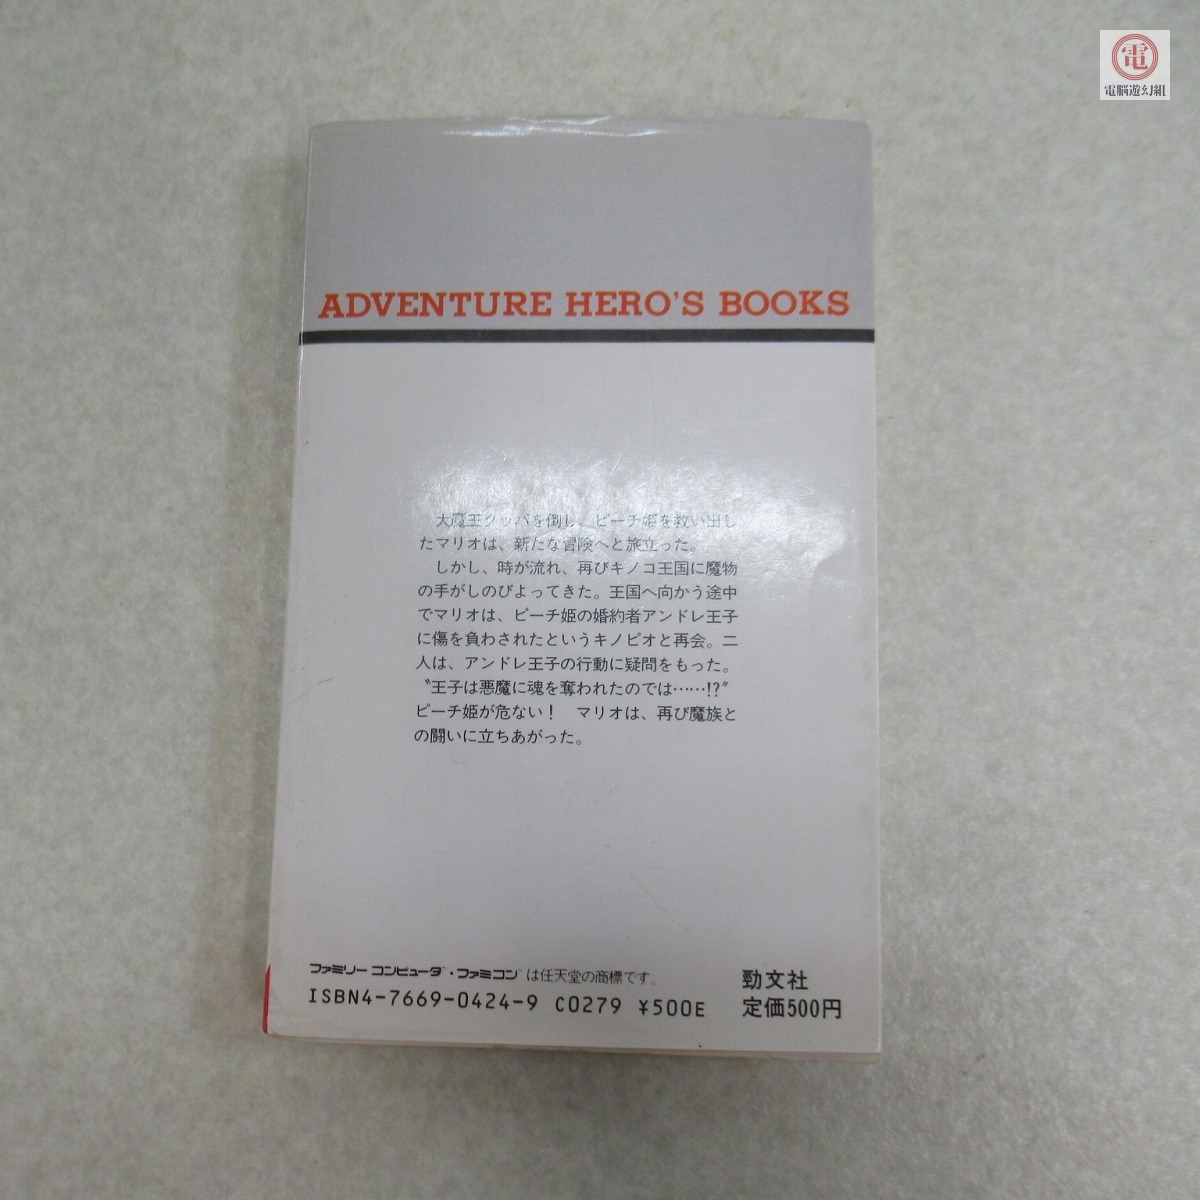 電
電脳遊幻組
ADVENTURE HERO'S BOOKS
大魔王クッパを倒し、ピーチ姫を救い出し
たマリオは、新たな冒険へと旅立った。
しかし、時が流れ、再びキノコ王国に魔物
の手がしのびよってきた。王国へ向かう途中
でマリオは、ピーチ姫の婚約者アンドレ王子
に傷を負わされたというキノピオと再会。二
人は、アンドレ王子の行動に疑問をもった。
〝王子は悪魔に魂を奪われたのでは……!?〟
ピーチ姫が危ない！　マリオは、再び魔族と
の闘いに立ちあがった。
ファミリーコンピュータ™・ファミコン™は任天堂の商標です。
ISBN4-7669-0424-9 C0279 ¥500E
勁文社
定価500円